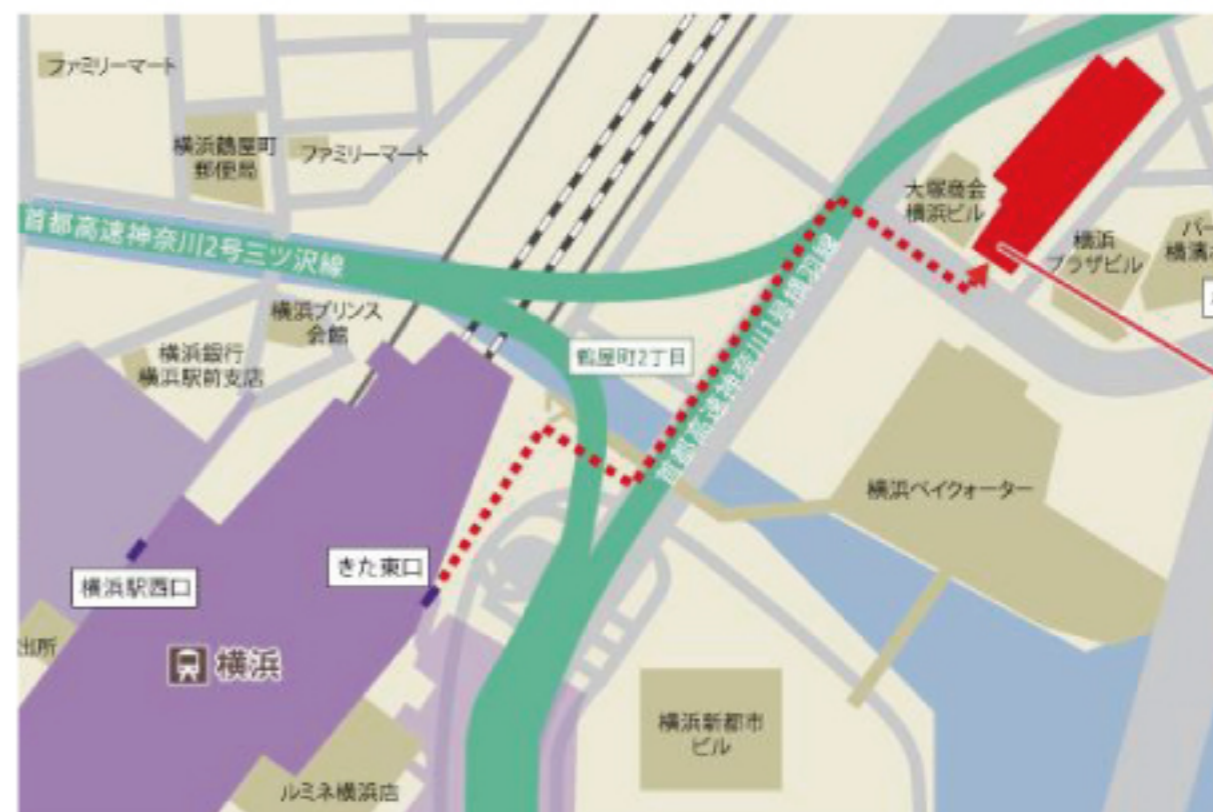 ファミリーマート
横浜鶴屋町
郵便局
ファミリーマート
首都高速神奈川2号三ツ沢線
大塚商会
横浜ビル
横浜
プラザビル
横浜プリンス
会館
横浜銀行
横浜駅前支店
鶴屋町2丁目
首都高速神奈川1号横羽線
横浜ベイクォーター
きた東口
横浜駅西口
出所
横浜
横浜新都市
ビル
ルミネ横浜店